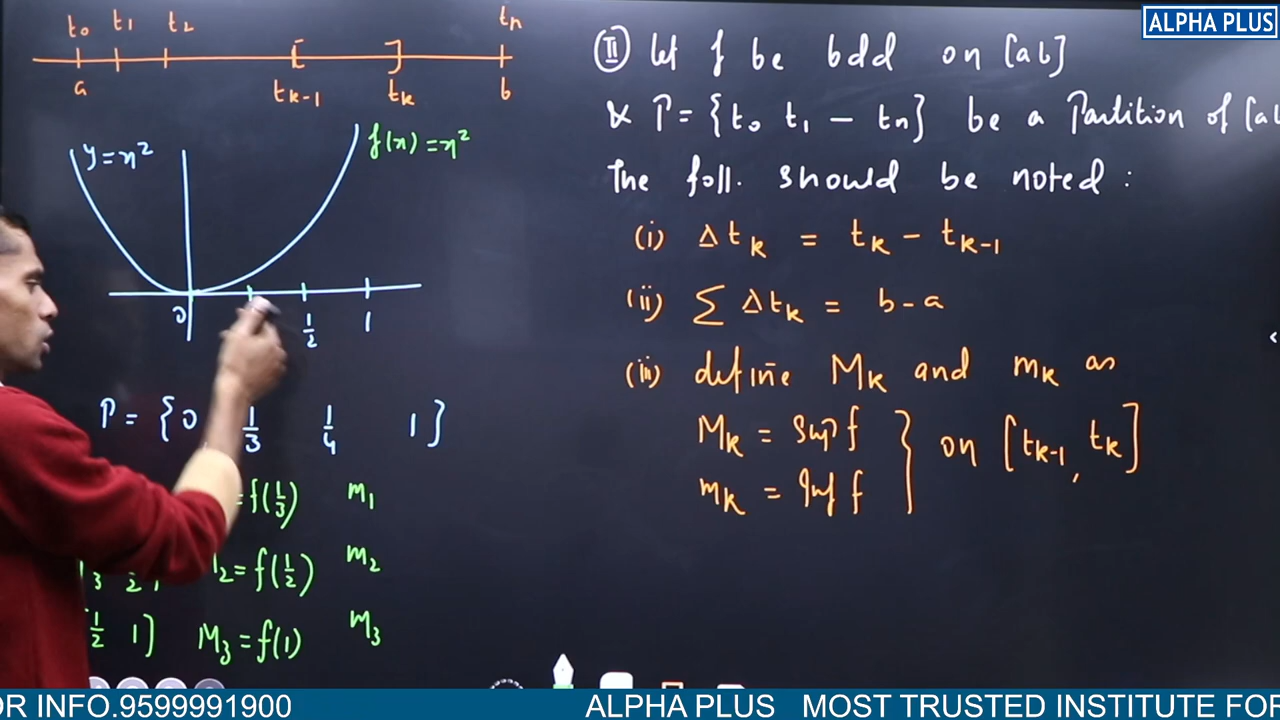 ALPHA PLUS
t₀ t₁ t₂ tₙ
a tₖ₋₁ tₖ b
y = x²
f(x) = x²
0 1/2 1
P = {0 1/3 1/4 1}
= f(1/3) m₁
3 2 ₂ = f(1/2) m₂
1/2 1] M₃ = f(1) m₃
(II) Let f be bdd on [a b]
& P = {t₀ t₁ — tₙ} be a Partition of [ab
The foll. should be noted :
(i) Δtₖ = tₖ - tₖ₋₁
(ii) ∑ Δtₖ = b - a
(iii) define Mₖ and mₖ as
Mₖ = Sup f
mₖ = Inf f } on [tₖ₋₁, tₖ]
OR INFO.9599991900 ALPHA PLUS MOST TRUSTED INSTITUTE FOR